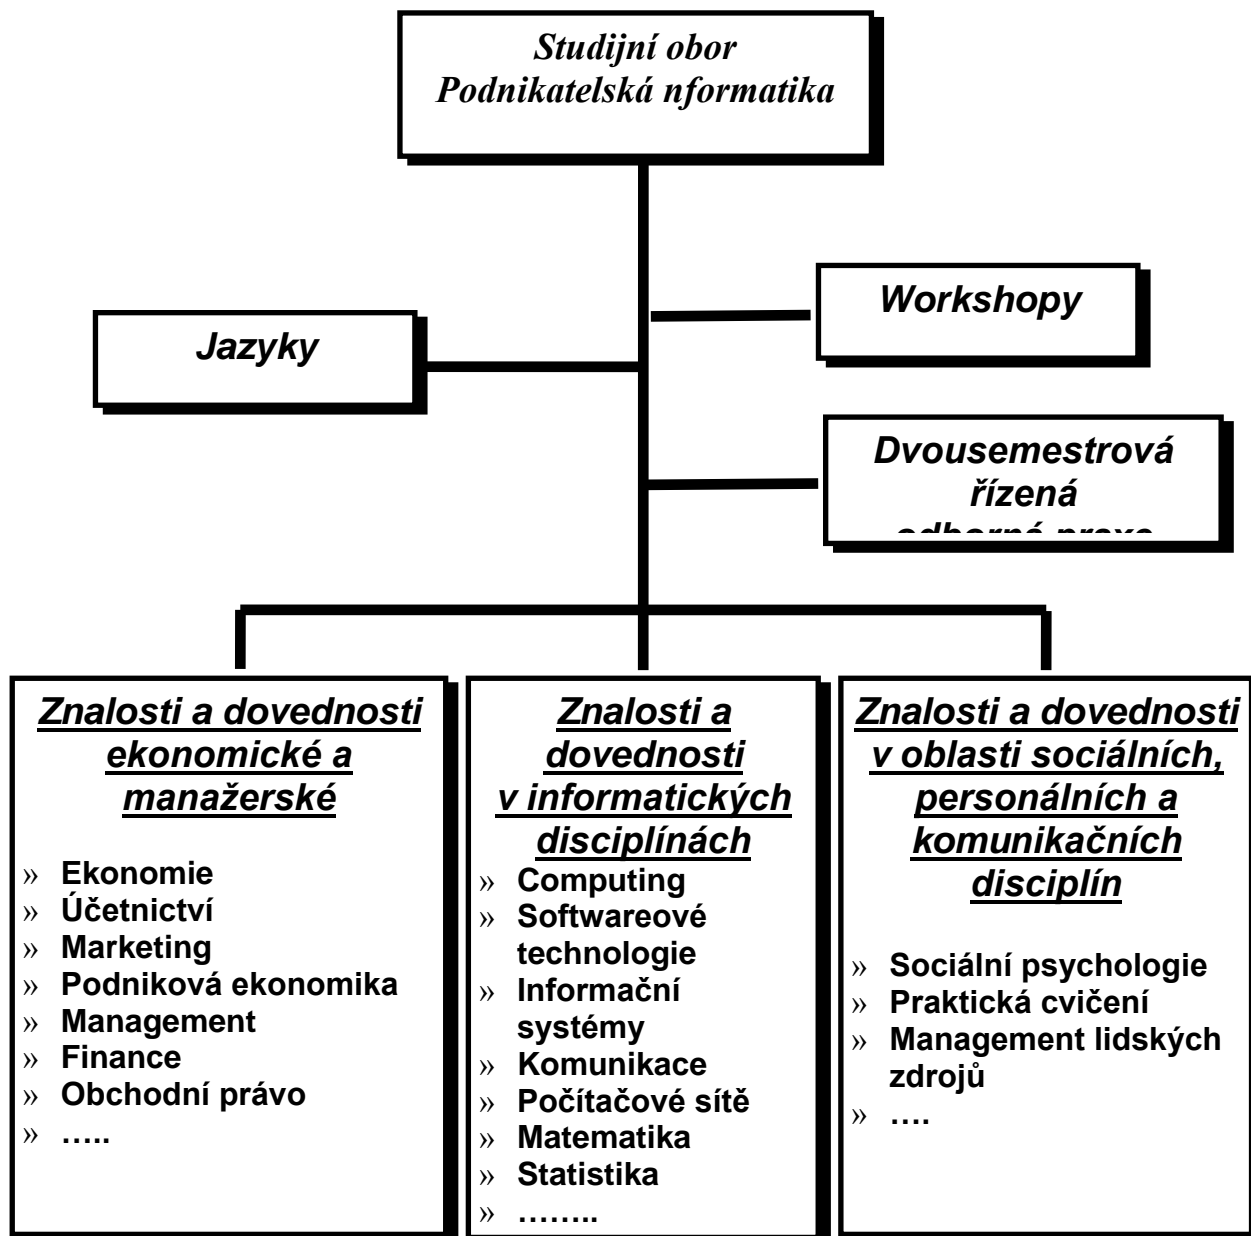 Studijní obor
Podnikatelská nformatika
Workshopy
Jazyky
Dvousemestrová
řízená
odborná praxe
Znalosti a dovednosti
ekonomické a
manažerské
» Ekonomie
» Účetnictví
» Marketing
» Podniková ekonomika
» Management
» Finance
» Obchodní právo
» …..
Znalosti a
dovednosti
v informatických
disciplínách
» Computing
» Softwareové
technologie
» Informační
systémy
» Komunikace
» Počítačové sítě
» Matematika
» Statistika
» ……..
Znalosti a dovednosti
v oblasti sociálních,
personálních a
komunikačních
disciplín
» Sociální psychologie
» Praktická cvičení
» Management lidských
zdrojů
» ….